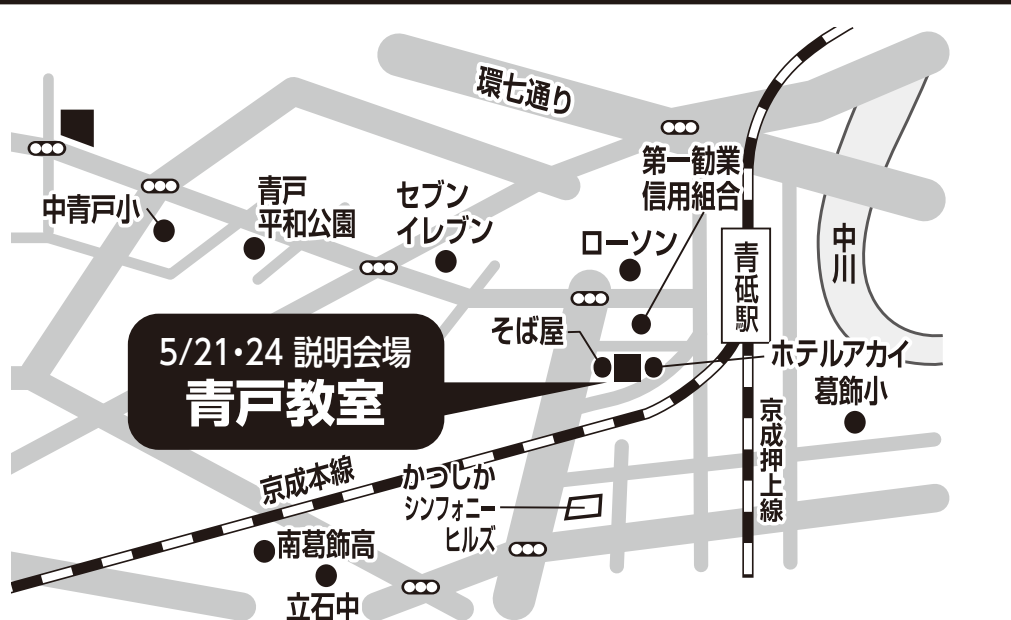 環七通り
第一勧業
信用組合
中青戸小
青戸
平和公園
セブン
イレブン
ローソン
青砥駅
中川
そば屋
5/21・24 説明会場
青戸教室
ホテルアカイ
葛飾小
京成押上線
京成本線
かつしか
シンフォニー
ヒルズ
南葛飾高
立石中